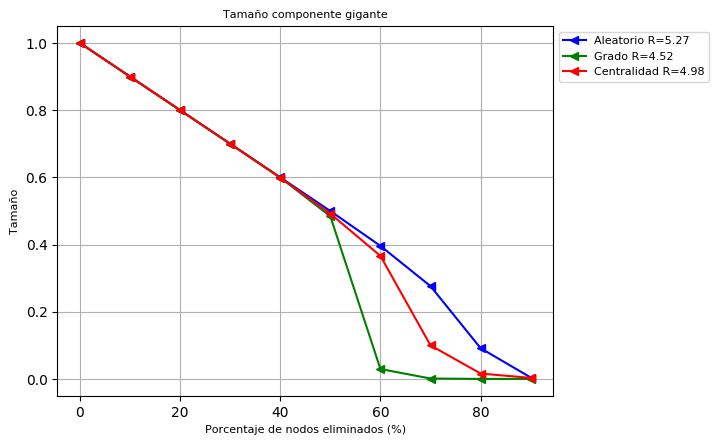 Tamaño componente gigante
Aleatorio R=5.27
Grado R=4.52
Centralidad R=4.98
Tamaño
1.0
0.8
0.6
0.4
0.2
0.0
0 20 40 60 80
Porcentaje de nodos eliminados (%)